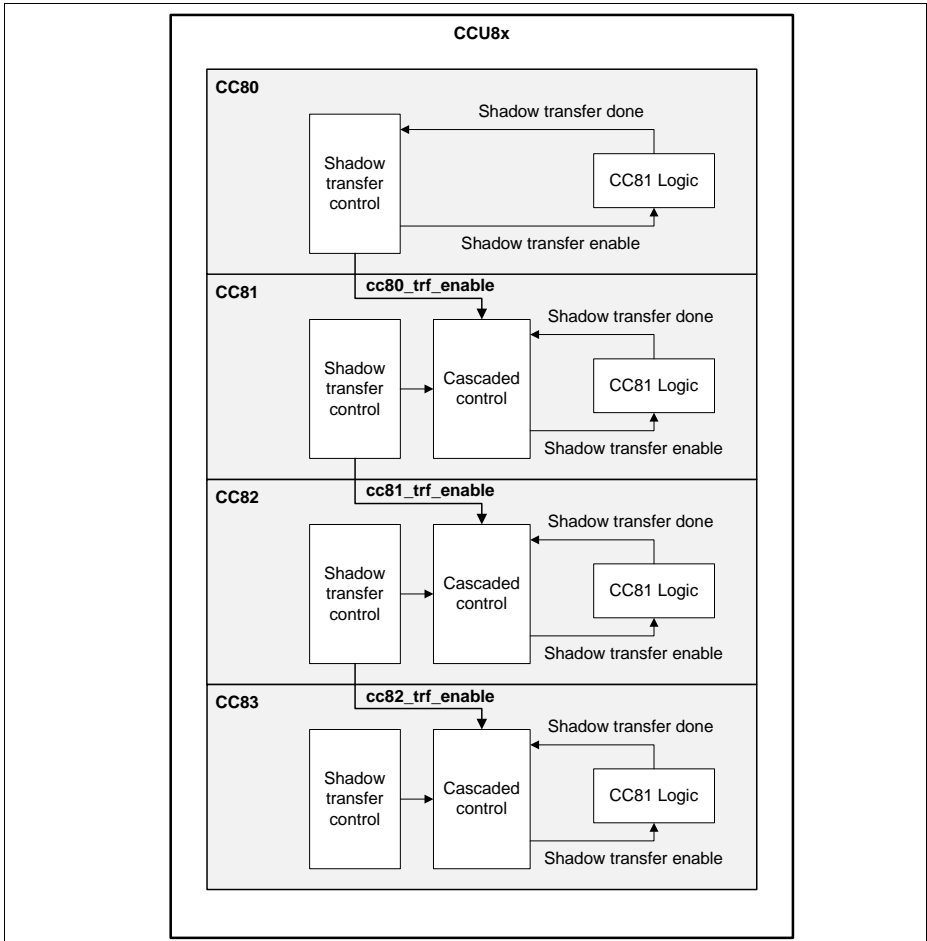 CCU8x
CC80
Shadow transfer done
Shadow
transfer
control
CC81 Logic
Shadow transfer enable
cc80_trf_enable
CC81
Shadow transfer done
Shadow
transfer
control
Cascaded
control
CC81 Logic
Shadow transfer enable
cc81_trf_enable
CC82
Shadow transfer done
Shadow
transfer
control
Cascaded
control
CC81 Logic
Shadow transfer enable
cc82_trf_enable
CC83
Shadow transfer done
Shadow
transfer
control
Cascaded
control
CC81 Logic
Shadow transfer enable